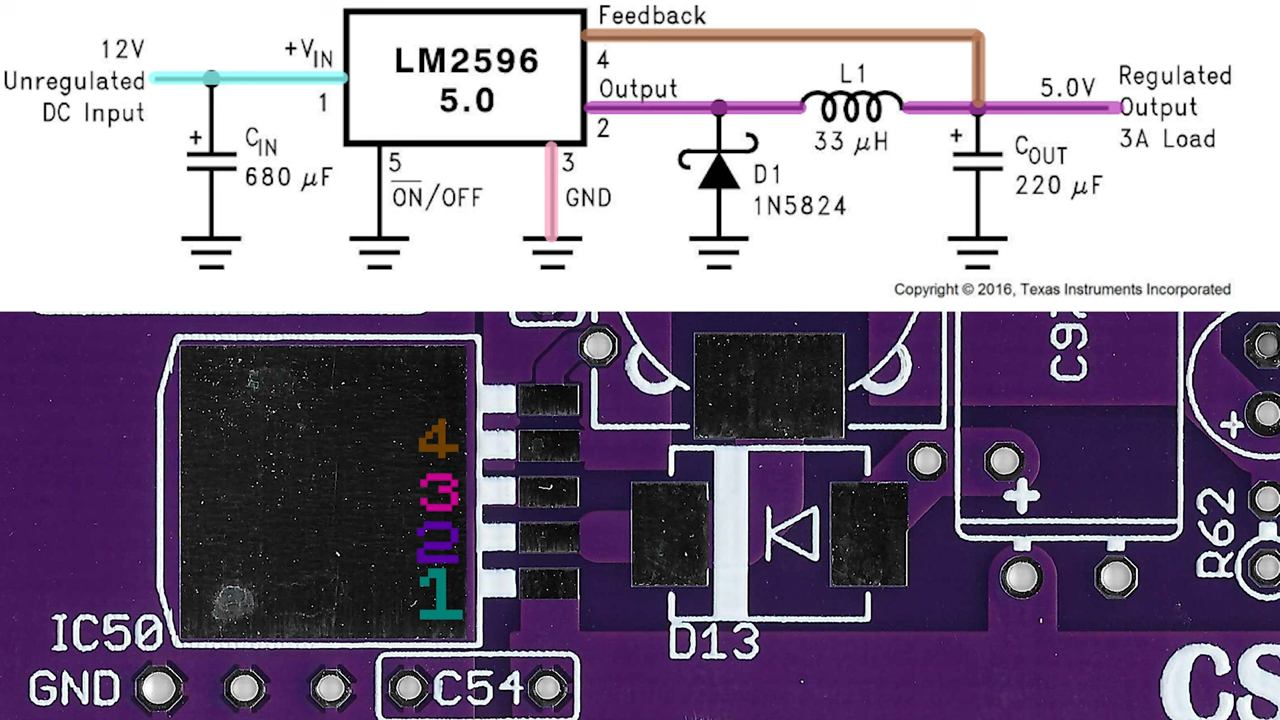 12V
Unregulated
DC Input
+VIN
1
CIN
680 µF
+
LM2596
5.0
5
ON/OFF
3
GND
Feedback
4
Output
2
D1
1N5824
L1
33 µH
5.0V
Regulated
Output
3A Load
+
COUT
220 µF
Copyright © 2016, Texas Instruments Incorporated
4
3
2
1
IC50
GND
C54
D13
+
+
R62